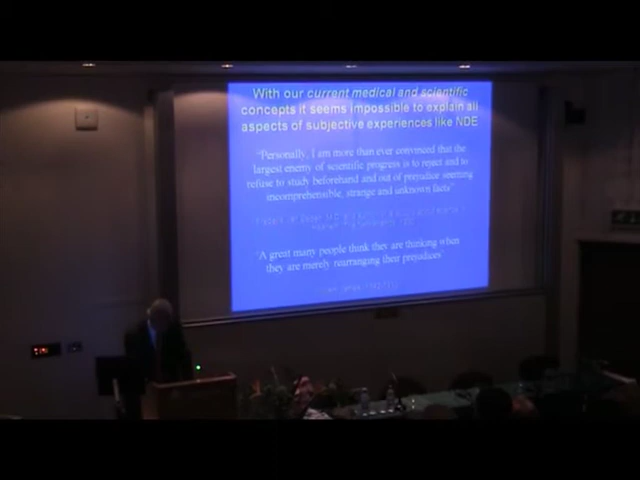 With our current medical and scientific
concepts it seems impossible to explain all
aspects of subjective experiences like NDE
"Personally, I am more than ever convinced that the
largest enemy of scientific progress is to reject and to
refuse to study beforehand and out of prejudice seeming
incomprehensible, strange and unknown facts"
"A great many people think they are thinking when
they are merely rearranging their prejudices"